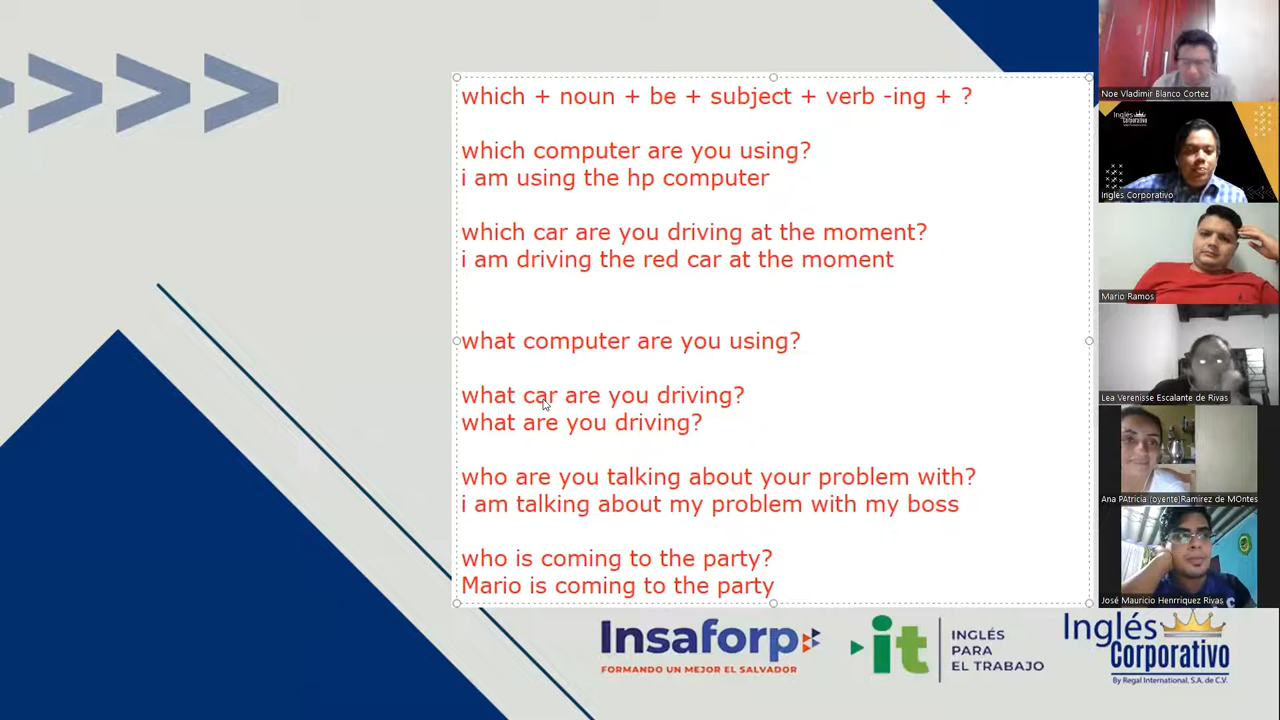 which + noun + be + subject + verb -ing + ?
which computer are you using?
i am using the hp computer
which car are you driving at the moment?
i am driving the red car at the moment
what computer are you using?
what car are you driving?
what are you driving?
who are you talking about your problem with?
i am talking about my problem with my boss
who is coming to the party?
Mario is coming to the party
Insaforp
FORMANDO UN MEJOR EL SALVADOR
it
INGLÉS
PARA
EL TRABAJO
Inglés
Corporativo
By Regal International, S.A. de C.V.
Noe Vladimir Blanco Cortez
Inglés
Corporativo
Inglés Corporativo
Mario Ramos
Lea Verenisse Escalante de Rivas
Ana PAtricia (oyente)Ramirez de MOntes
José Mauricio Henrriquez Rivas